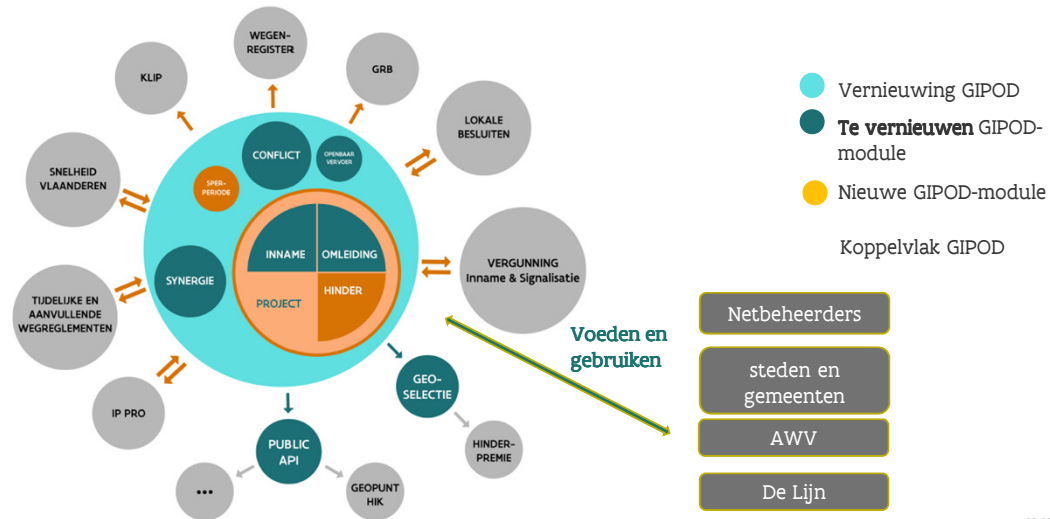 WEGEN-
REGISTER
KLIP
GRB
LOKALE
BESLUITEN
SNELHEID
VLAANDEREN
CONFLICT
OPENBAAR
VERVOER
SPER-
PERIODE
INNAME
OMLEIDING
PROJECT
HINDER
SYNERGIE
VERGUNNING
Inname & Signalisatie
TIJDELIJKE EN
AANVULLENDE
WEGREGLEMENTEN
IP PRO
GEO-
SELECTIE
HINDER-
PREMIE
PUBLIC
API
...
GEOPUNT
HIK
Vernieuwing GIPOD
Te vernieuwen GIPOD-
module
Nieuwe GIPOD-module
Koppelvlak GIPOD
Voeden en
gebruiken
Netbeheerders
steden en
gemeenten
AWV
De Lijn